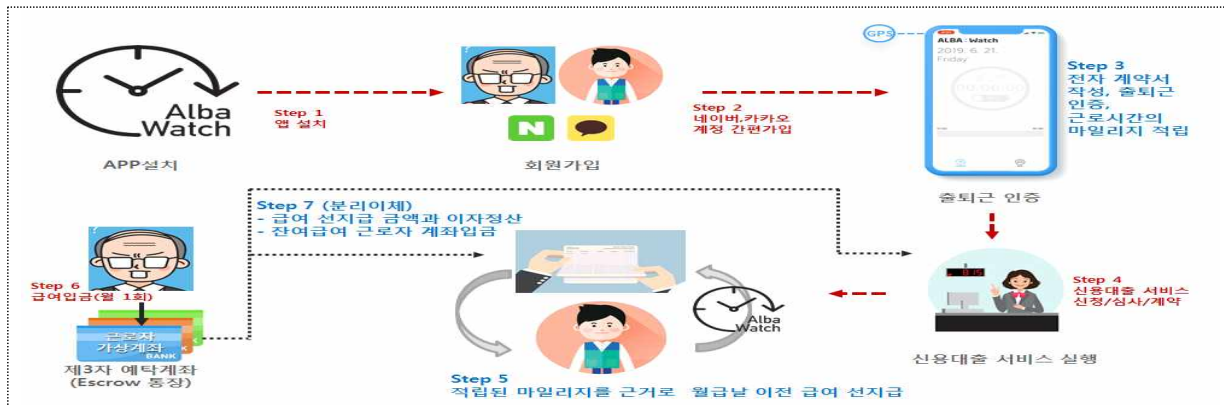 Alba
Watch
APP설치
Step 1
앱 설치
N
회원가입
Step 2
네이버,카카오
계정 간편가입
GPS
ALBA : Watch
2019. 6. 21.
Friday
Step 3
전자 계약서
작성, 출퇴근
인증,
근로시간의
마일리지 적립
출퇴근 인증
Step 4
신용대출 서비스
신청/심사/계약
신용대출 서비스 실행
Step 7 (분리이체)
- 급여 선지급 금액과 이자정산
- 잔여급여 근로자 계좌입금
Alba
Watch
Step 5
적립된 마일리지를 근거로 월급날 이전 급여 선지급
Step 6
급여입금(월 1회)
근로자
가상계좌
BANK
제3자 예탁계좌
(Escrow 통장)